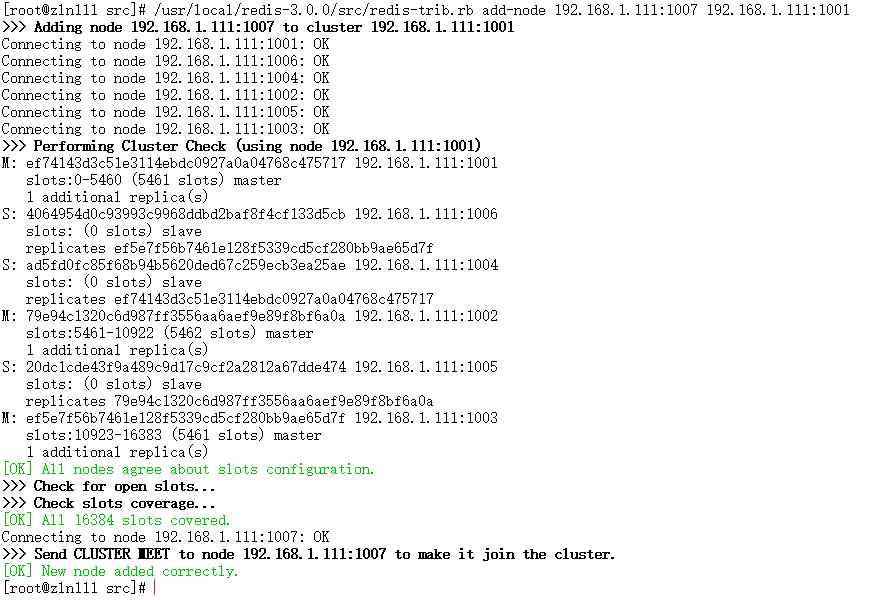 [root@zln111 src]# /usr/local/redis-3.0.0/src/redis-trib.rb add-node 192.168.1.111:1007 192.168.1.111:1001
>>> Adding node 192.168.1.111:1007 to cluster 192.168.1.111:1001
Connecting to node 192.168.1.111:1001: OK
Connecting to node 192.168.1.111:1006: OK
Connecting to node 192.168.1.111:1004: OK
Connecting to node 192.168.1.111:1002: OK
Connecting to node 192.168.1.111:1005: OK
Connecting to node 192.168.1.111:1003: OK
>>> Performing Cluster Check (using node 192.168.1.111:1001)
M: ef74143d3c51e3114ebdc0927a0a04768c475717 192.168.1.111:1001
slots:0-5460 (5461 slots) master
1 additional replica(s)
S: 4064954d0c93993c9968ddbd2baf8f4cf133d5cb 192.168.1.111:1006
slots: (0 slots) slave
replicates ef5e7f56b7461e128f5339cd5cf280bb9ae65d7f
S: ad5fd0fc85f68b94b5620ded67c259ecb3ea25ae 192.168.1.111:1004
slots: (0 slots) slave
replicates ef74143d3c51e3114ebdc0927a0a04768c475717
M: 79e94c1320c6d987ff3556aa6aef9e89f8bf6a0a 192.168.1.111:1002
slots:5461-10922 (5462 slots) master
1 additional replica(s)
S: 20dc1cde43f9a489c9d17c9cf2a2812a67dde474 192.168.1.111:1005
slots: (0 slots) slave
replicates 79e94c1320c6d987ff3556aa6aef9e89f8bf6a0a
M: ef5e7f56b7461e128f5339cd5cf280bb9ae65d7f 192.168.1.111:1003
slots:10923-16383 (5461 slots) master
1 additional replica(s)
[OK] All nodes agree about slots configuration.
>>> Check for open slots...
>>> Check slots coverage...
[OK] All 16384 slots covered.
Connecting to node 192.168.1.111:1007: OK
>>> Send CLUSTER MEET to node 192.168.1.111:1007 to make it join the cluster.
[OK] New node added correctly.
[root@zln111 src]#